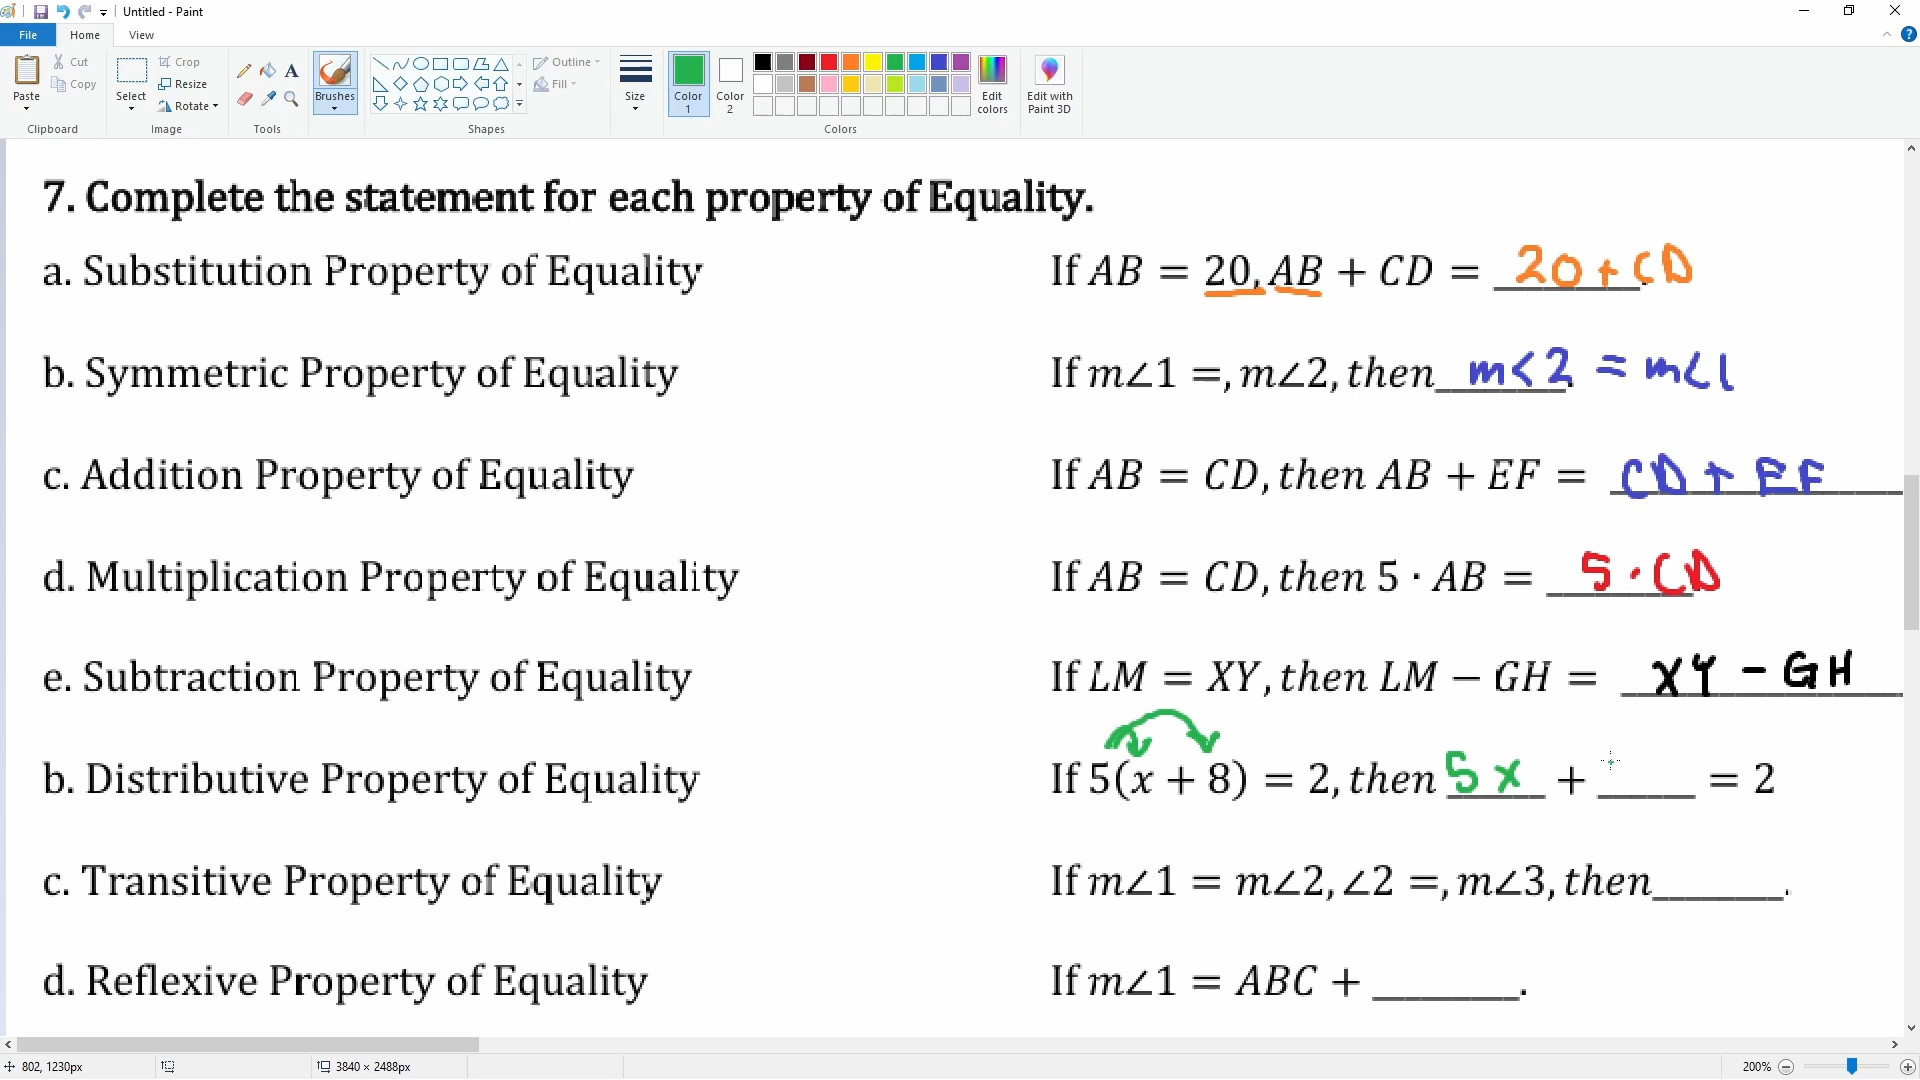 Untitled - Paint
File Home View
Paste Cut Copy Clipboard
Select Crop Resize Rotate Image
Tools
Brushes
Shapes Outline Fill
Size
Color 1 Color 2 Edit colors Colors
Edit with Paint 3D
7. Complete the statement for each property of Equality.
a. Substitution Property of Equality If AB = 20, AB + CD = 20 + CD.
b. Symmetric Property of Equality If m∠1 =, m∠2, then m<2 = m<1.
c. Addition Property of Equality If AB = CD, then AB + EF = CD + EF
d. Multiplication Property of Equality If AB = CD, then 5 · AB = 5 · CD
e. Subtraction Property of Equality If LM = XY, then LM − GH = XY - GH
b. Distributive Property of Equality If 5(x + 8) = 2, then 5x + ______ = 2
c. Transitive Property of Equality If m∠1 = m∠2, ∠2 =, m∠3, then________.
d. Reflexive Property of Equality If m∠1 = ABC + _________.
802, 1230px 3840 × 2488px 200%